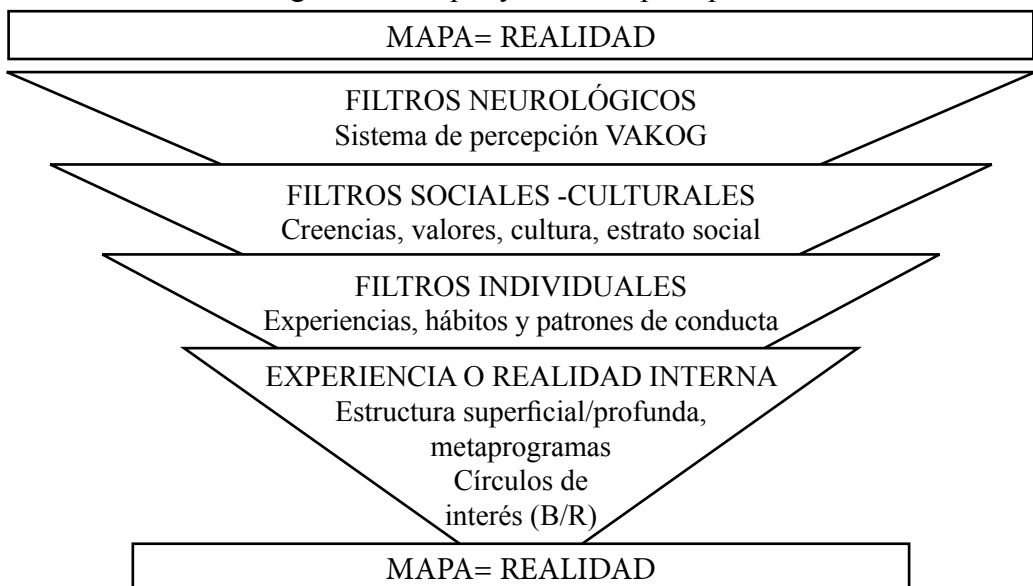 MAPA= REALIDAD
FILTROS NEUROLÓGICOS
Sistema de percepción VAKOG
FILTROS SOCIALES -CULTURALES
Creencias, valores, cultura, estrato social
FILTROS INDIVIDUALES
Experiencias, hábitos y patrones de conducta
EXPERIENCIA O REALIDAD INTERNA
Estructura superficial/profunda,
metaprogramas
Círculos de
interés (B/R)
MAPA= REALIDAD